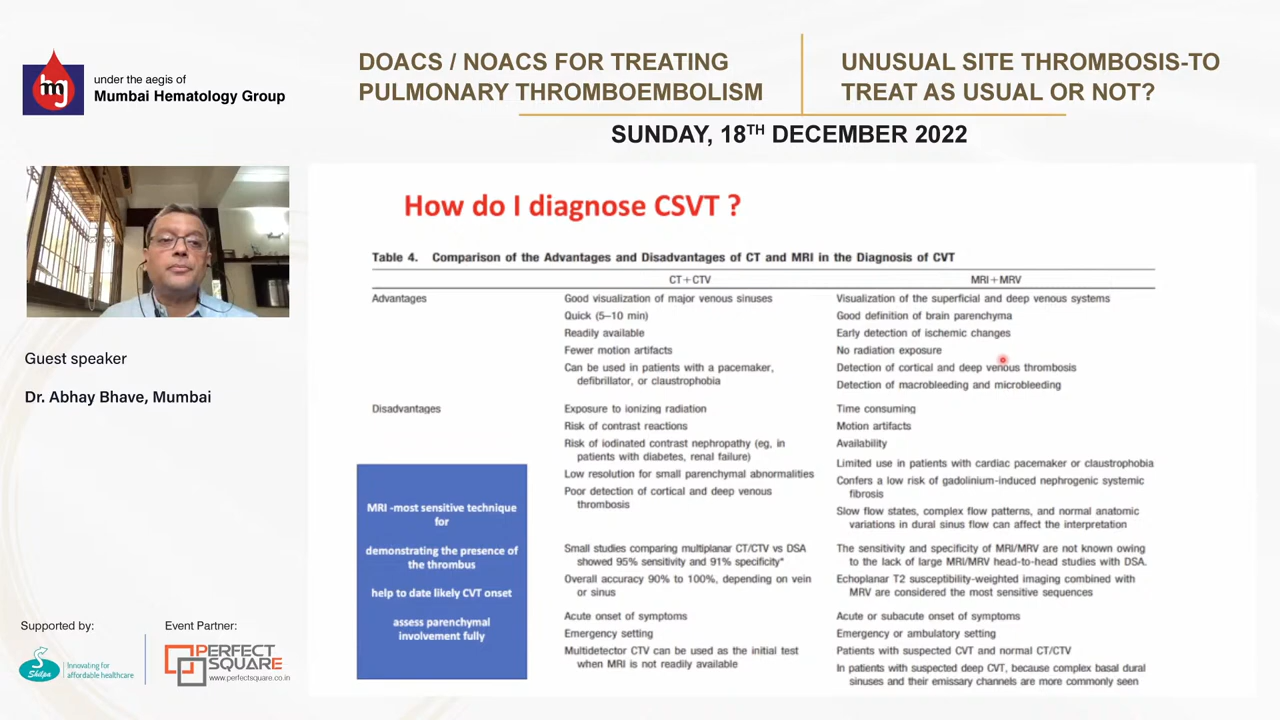 mg
under the aegis of
Mumbai Hematology Group
DOACS / NOACS FOR TREATING
PULMONARY THROMBOEMBOLISM
UNUSUAL SITE THROMBOSIS-TO
TREAT AS USUAL OR NOT?
SUNDAY, 18TH DECEMBER 2022
Guest speaker
Dr. Abhay Bhave, Mumbai
Supported by:
Shilpa
Innovating for
affordable healthcare
Event Partner:
PERFECT
SQUARE
www.perfectsquare.co.in
How do I diagnose CSVT ?
Table 4. Comparison of the Advantages and Disadvantages of CT and MRI in the Diagnosis of CVT
CT+CTV
MRI+MRV
Advantages
Good visualization of major venous sinuses
Quick (5–10 min)
Readily available
Fewer motion artifacts
Can be used in patients with a pacemaker,
defibrillator, or claustrophobia
Visualization of the superficial and deep venous systems
Good definition of brain parenchyma
Early detection of ischemic changes
No radiation exposure
Detection of cortical and deep venous thrombosis
Detection of macrobleeding and microbleeding
Disadvantages
Exposure to ionizing radiation
Risk of contrast reactions
Risk of iodinated contrast nephropathy (eg, in
patients with diabetes, renal failure)
Low resolution for small parenchymal abnormalities
Poor detection of cortical and deep venous
thrombosis
Time consuming
Motion artifacts
Availability
Limited use in patients with cardiac pacemaker or claustrophobia
Confers a low risk of gadolinium-induced nephrogenic systemic
fibrosis
Slow flow states, complex flow patterns, and normal anatomic
variations in dural sinus flow can affect the interpretation
Small studies comparing multiplanar CT/CTV vs DSA
showed 95% sensitivity and 91% specificity*
Overall accuracy 90% to 100%, depending on vein
or sinus
The sensitivity and specificity of MRI/MRV are not known owing
to the lack of large MRI/MRV head-to-head studies with DSA.
Echoplanar T2 susceptibility-weighted imaging combined with
MRV are considered the most sensitive sequences
Acute onset of symptoms
Emergency setting
Multidetector CTV can be used as the initial test
when MRI is not readily available
Acute or subacute onset of symptoms
Emergency or ambulatory setting
Patients with suspected CVT and normal CT/CTV
In patients with suspected deep CVT, because complex basal dural
sinuses and their emissary channels are more commonly seen
MRI -most sensitive technique
for
demonstrating the presence of
the thrombus
help to date likely CVT onset
assess parenchymal
involvement fully